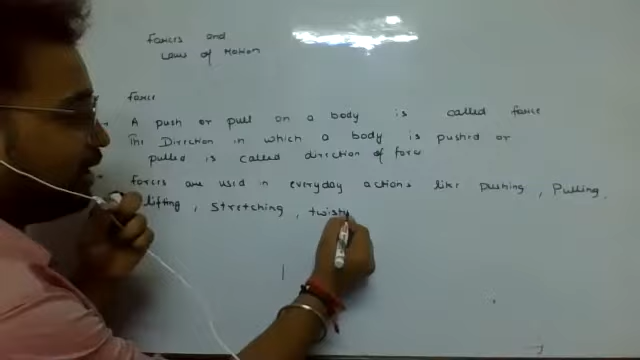 Forces and
Laws of Motion
Force
A push or pull on a body is called force
The Direction in which a body is pushed or
pulled is called direction of force
Forces are used in everyday actions like pushing, Pulling,
lifting, stretching, twisty